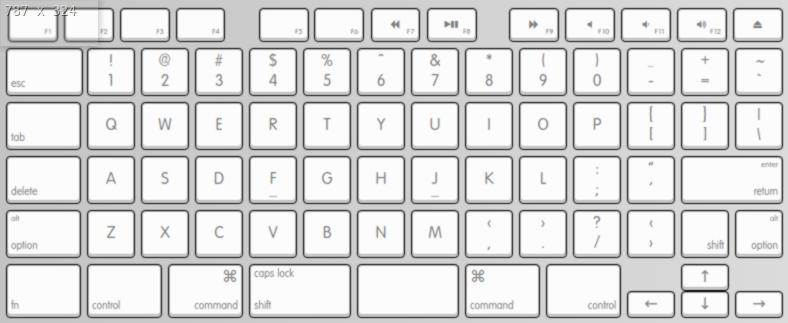 787 x 324
F1 F2 F3 F4 F5 F6 F7 F8 F9 F10 F11 F12
! @ # $ % ^ & * ( ) _ + ~
esc 1 2 3 4 5 6 7 8 9 0 - = `
[ ] |
tab Q W E R T Y U I O P [ ] \
: " enter
delete A S D F G H J K L ; ' return
alt ‹ › ? ‹ alt
option Z X C V B N M , . / › shift option
⌘ caps lock ⌘ ↑
fn control command shift command control ← ↓ →